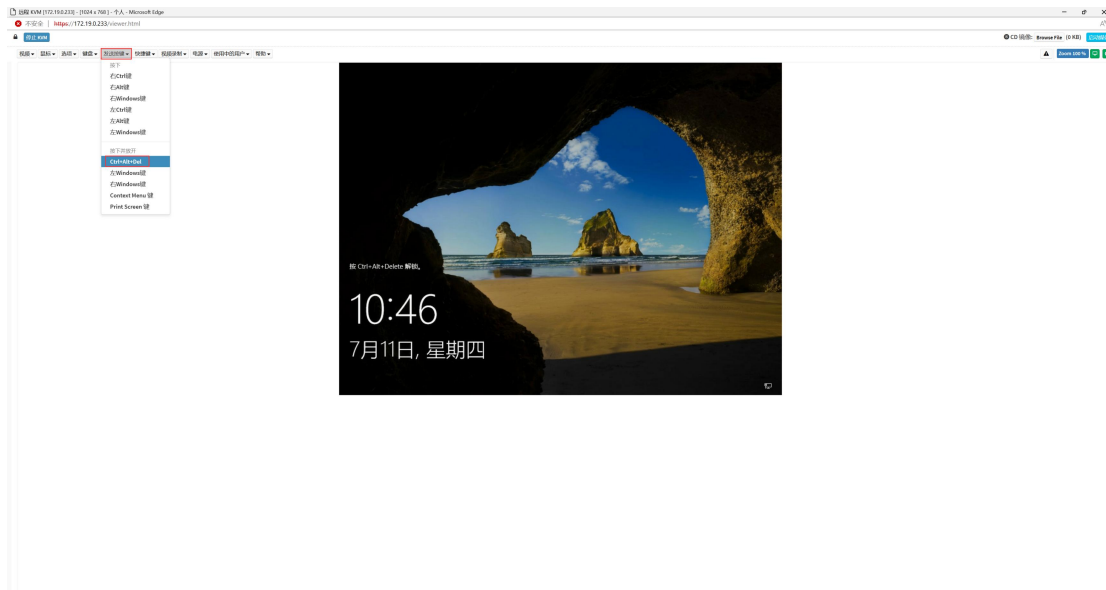 远程 KVM [172.19.0.233] - [1024 x 768 ] - 个人 - Microsoft Edge
不安全 | https://172.19.0.233/viewer.html
停止 KVM
CD 镜像: Browse File (0 KB)
视频 鼠标 选项 键盘 发送按键 快捷键 视频录制 电源 使用中的用户 帮助
Zoom 100 %
按下
右Ctrl键
右Alt键
右Windows键
左Ctrl键
左Alt键
左Windows键
按下并放开
Ctrl+Alt+Del
左Windows键
右Windows键
Context Menu 键
Print Screen 键
按 Ctrl+Alt+Delete 解锁。
10:46
7月11日, 星期四